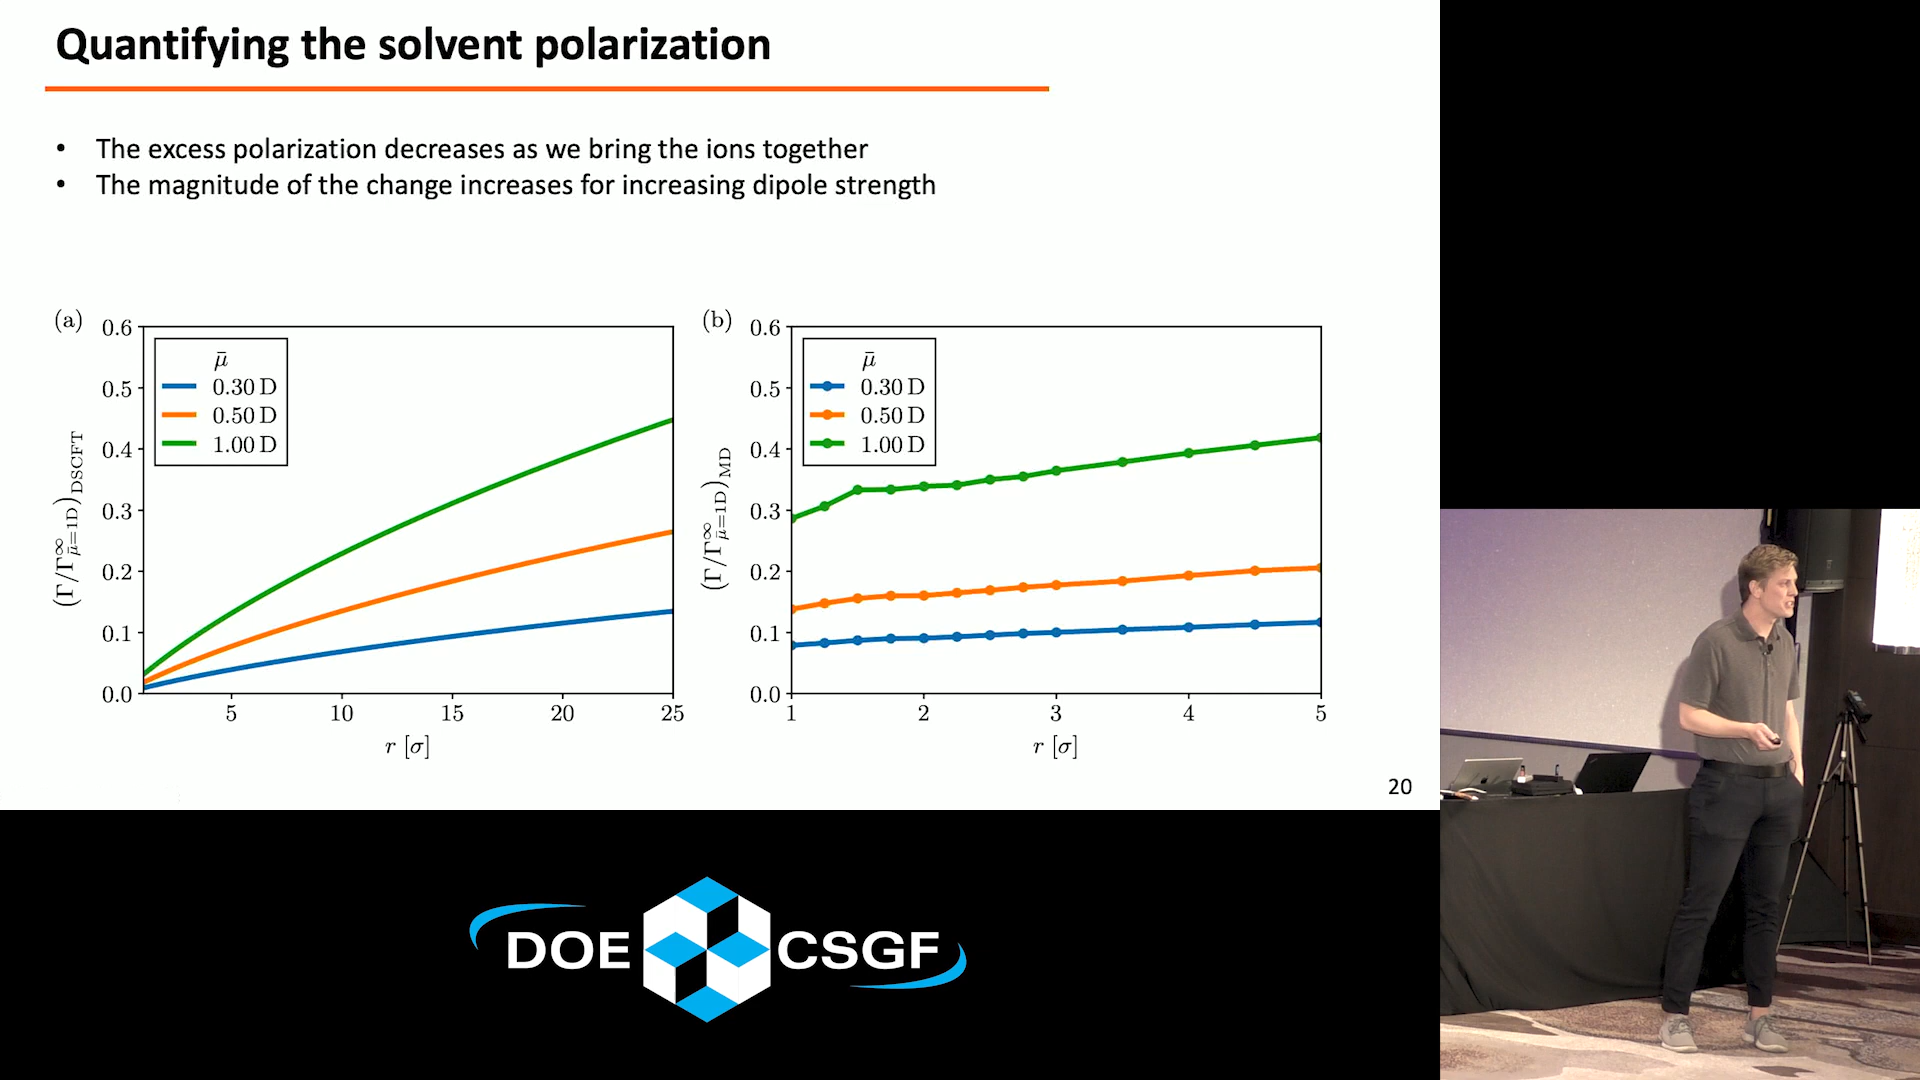 Quantifying the solvent polarization
• The excess polarization decreases as we bring the ions together
• The magnitude of the change increases for increasing dipole strength
(a)
0.6
0.5
0.4
0.3
0.2
0.1
0.0
(Γ/Γ^∞_{μ̄=1D})_DSCFT
μ̄
0.30 D
0.50 D
1.00 D
5 10 15 20 25
r [σ]
(b)
0.6
0.5
0.4
0.3
0.2
0.1
0.0
(Γ/Γ^∞_{μ̄=1D})_MD
μ̄
0.30 D
0.50 D
1.00 D
1 2 3 4 5
r [σ]
20
DOE CSGF